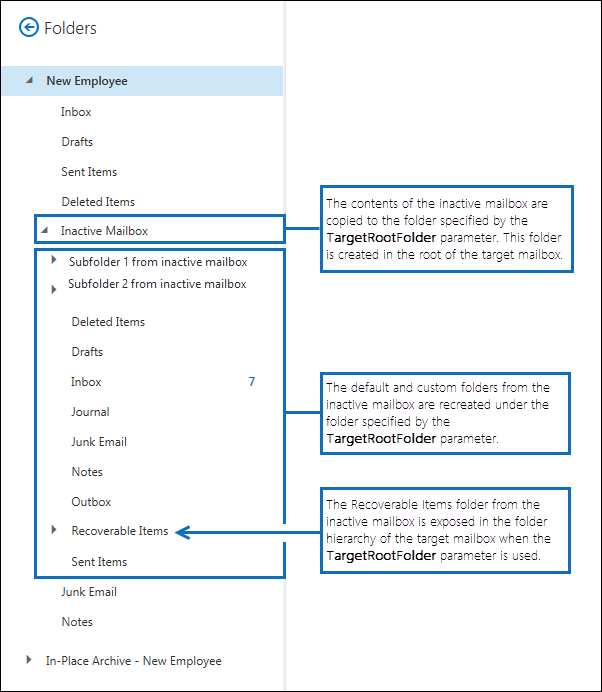 Folders
New Employee
Inbox
Drafts
Sent Items
Deleted Items
Inactive Mailbox
The contents of the inactive mailbox are
copied to the folder specified by the
TargetRootFolder parameter. This folder
is created in the root of the target mailbox.
Subfolder 1 from inactive mailbox
Subfolder 2 from inactive mailbox
Deleted Items
Drafts
Inbox 7
Journal
Junk Email
Notes
Outbox
The default and custom folders from the
inactive mailbox are recreated under the
folder specified by the
TargetRootFolder parameter.
Recoverable Items
Sent Items
The Recoverable Items folder from the
inactive mailbox is exposed in the folder
hierarchy of the target mailbox when the
TargetRootFolder parameter is used.
Junk Email
Notes
In-Place Archive - New Employee